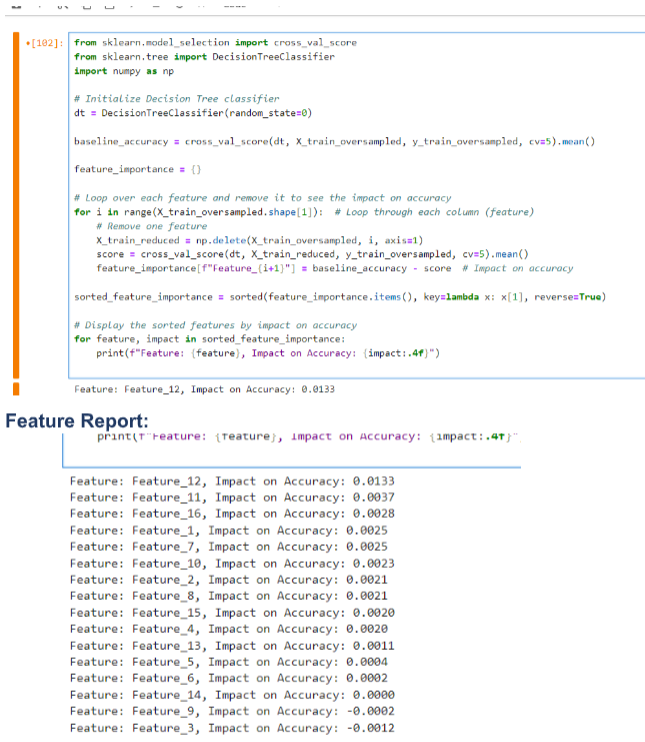 [102]:
from sklearn.model_selection import cross_val_score
from sklearn.tree import DecisionTreeClassifier
import numpy as np
# Initialize Decision Tree classifier
dt = DecisionTreeClassifier(random_state=0)
baseline_accuracy = cross_val_score(dt, X_train_oversampled, y_train_oversampled, cv=5).mean()
feature_importance = {}
# Loop over each feature and remove it to see the impact on accuracy
for i in range(X_train_oversampled.shape[1]):  # Loop through each column (feature)
    # Remove one feature
    X_train_reduced = np.delete(X_train_oversampled, i, axis=1)
    score = cross_val_score(dt, X_train_reduced, y_train_oversampled, cv=5).mean()
    feature_importance[f"Feature_{i+1}"] = baseline_accuracy - score  # Impact on accuracy
sorted_feature_importance = sorted(feature_importance.items(), key=lambda x: x[1], reverse=True)
# Display the sorted features by impact on accuracy
for feature, impact in sorted_feature_importance:
    print(f"Feature: {feature}, Impact on Accuracy: {impact:.4f}")
Feature: Feature_12, Impact on Accuracy: 0.0133
Feature Report:
print(f"Feature: {feature}, Impact on Accuracy: {impact:.4f}"
Feature: Feature_12, Impact on Accuracy: 0.0133
Feature: Feature_11, Impact on Accuracy: 0.0037
Feature: Feature_16, Impact on Accuracy: 0.0028
Feature: Feature_1, Impact on Accuracy: 0.0025
Feature: Feature_7, Impact on Accuracy: 0.0025
Feature: Feature_10, Impact on Accuracy: 0.0023
Feature: Feature_2, Impact on Accuracy: 0.0021
Feature: Feature_8, Impact on Accuracy: 0.0021
Feature: Feature_15, Impact on Accuracy: 0.0020
Feature: Feature_4, Impact on Accuracy: 0.0020
Feature: Feature_13, Impact on Accuracy: 0.0011
Feature: Feature_5, Impact on Accuracy: 0.0004
Feature: Feature_6, Impact on Accuracy: 0.0002
Feature: Feature_14, Impact on Accuracy: 0.0000
Feature: Feature_9, Impact on Accuracy: -0.0002
Feature: Feature_3, Impact on Accuracy: -0.0012